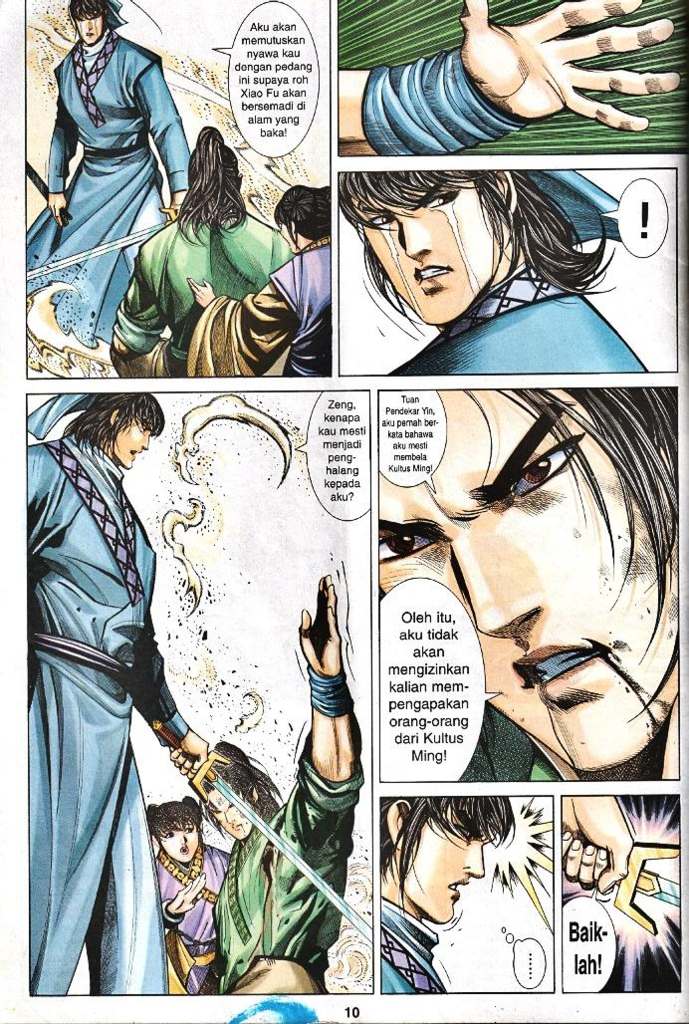 Aku akan
memutuskan
nyawa kau
dengan pedang
ini supaya roh
Xiao Fu akan
bersemadi di
alam yang
baka!
!
Zeng,
kenapa
kau mesti
menjadi
peng-
halang
kepada
aku?
Tuan
Pendekar Yin,
aku pernah ber-
kata bahawa
aku mesti
membela
Kultus
Ming!
Oleh itu,
aku tidak
akan
mengizinkan
kalian mem-
pengapakan
orang-orang
dari Kultus
Ming!
......
Baik-
lah!
10